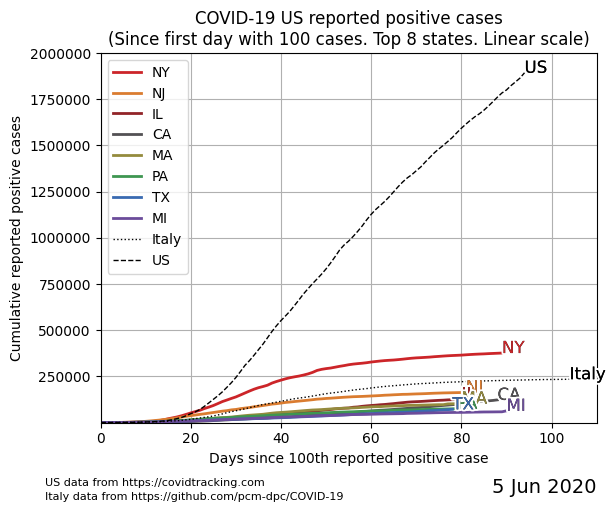 COVID-19 US reported positive cases
(Since first day with 100 cases. Top 8 states. Linear scale)
Cumulative reported positive cases
2000000
1750000
1500000
1250000
1000000
750000
500000
250000
NY
NJ
IL
CA
MA
PA
TX
MI
Italy
US
US
NY
Italy
NJ
CA
TX
MI
0
20
40
60
80
100
Days since 100th reported positive case
US data from https://covidtracking.com
Italy data from https://github.com/pcm-dpc/COVID-19
5 Jun 2020